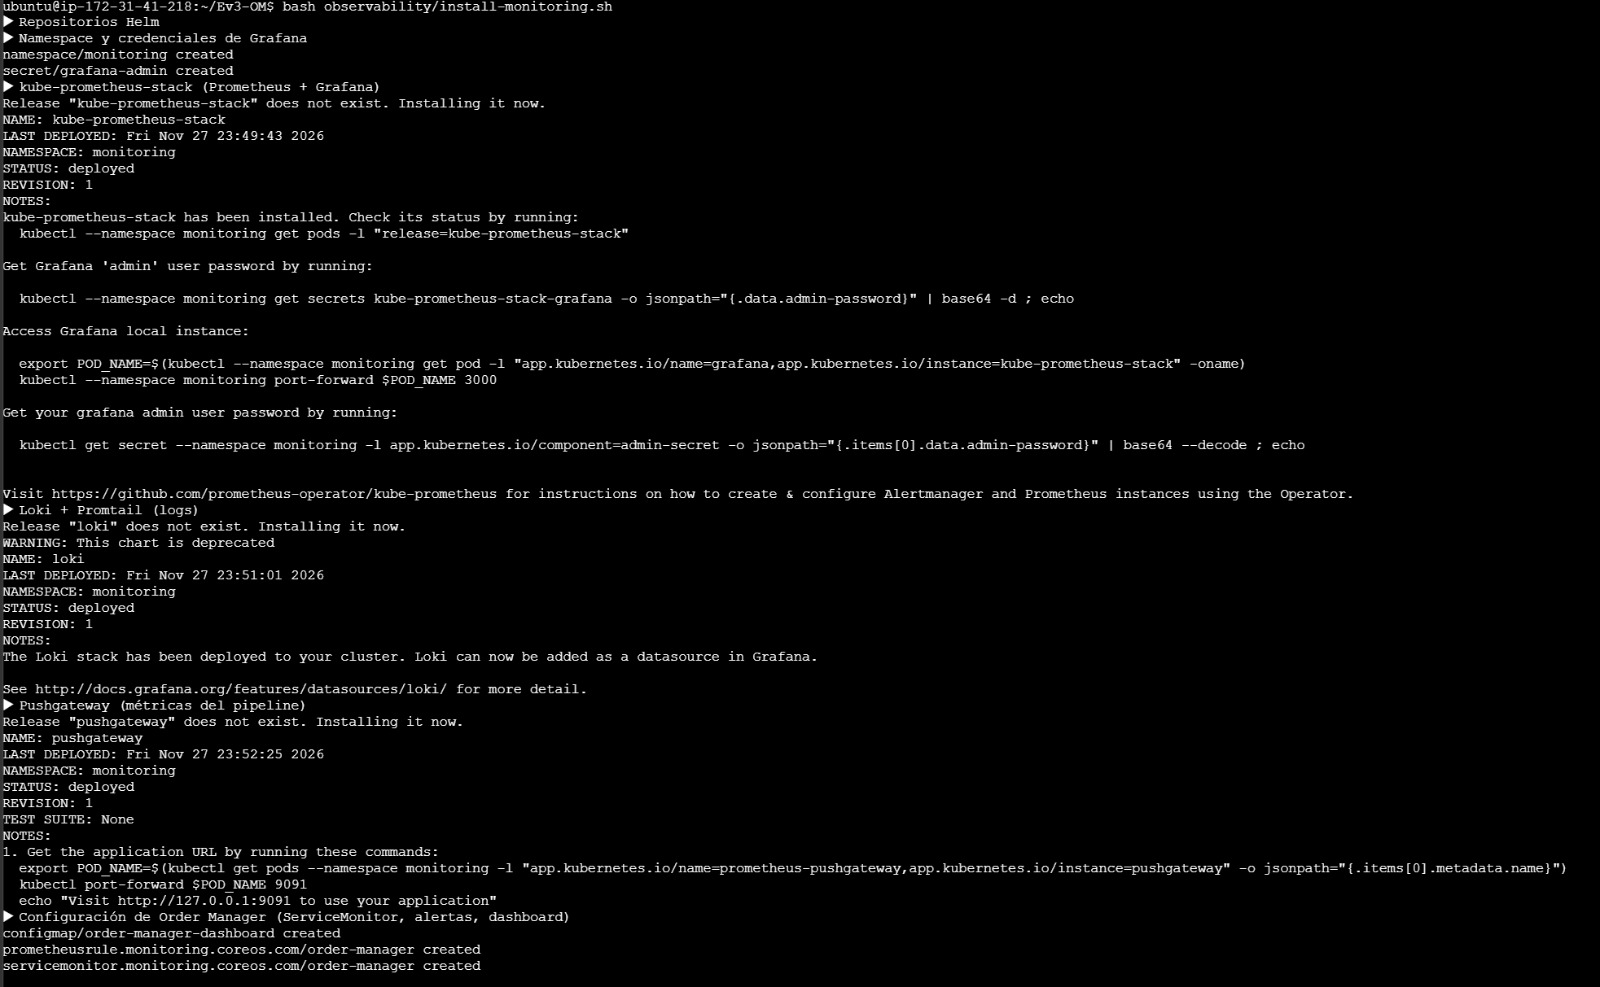 ubuntu@ip-172-31-41-218:~/Ev3-OM$ bash observability/install-monitoring.sh
▶ Repositorios Helm
▶ Namespace y credenciales de Grafana
namespace/monitoring created
secret/grafana-admin created
▶ kube-prometheus-stack (Prometheus + Grafana)
Release "kube-prometheus-stack" does not exist. Installing it now.
NAME: kube-prometheus-stack
LAST DEPLOYED: Fri Nov 27 23:49:43 2026
NAMESPACE: monitoring
STATUS: deployed
REVISION: 1
NOTES:
kube-prometheus-stack has been installed. Check its status by running:
  kubectl --namespace monitoring get pods -l "release=kube-prometheus-stack"

Get Grafana 'admin' user password by running:

  kubectl --namespace monitoring get secrets kube-prometheus-stack-grafana -o jsonpath="{.data.admin-password}" | base64 -d ; echo

Access Grafana local instance:

  export POD_NAME=$(kubectl --namespace monitoring get pod -l "app.kubernetes.io/name=grafana,app.kubernetes.io/instance=kube-prometheus-stack" -oname)
  kubectl --namespace monitoring port-forward $POD_NAME 3000

Get your grafana admin user password by running:

  kubectl get secret --namespace monitoring -l app.kubernetes.io/component=admin-secret -o jsonpath="{.items[0].data.admin-password}" | base64 --decode ; echo


Visit https://github.com/prometheus-operator/kube-prometheus for instructions on how to create & configure Alertmanager and Prometheus instances using the Operator.
▶ Loki + Promtail (logs)
Release "loki" does not exist. Installing it now.
WARNING: This chart is deprecated
NAME: loki
LAST DEPLOYED: Fri Nov 27 23:51:01 2026
NAMESPACE: monitoring
STATUS: deployed
REVISION: 1
NOTES:
The Loki stack has been deployed to your cluster. Loki can now be added as a datasource in Grafana.

See http://docs.grafana.org/features/datasources/loki/ for more detail.
▶ Pushgateway (métricas del pipeline)
Release "pushgateway" does not exist. Installing it now.
NAME: pushgateway
LAST DEPLOYED: Fri Nov 27 23:52:25 2026
NAMESPACE: monitoring
STATUS: deployed
REVISION: 1
TEST SUITE: None
NOTES:
1. Get the application URL by running these commands:
  export POD_NAME=$(kubectl get pods --namespace monitoring -l "app.kubernetes.io/name=prometheus-pushgateway,app.kubernetes.io/instance=pushgateway" -o jsonpath="{.items[0].metadata.name}")
  kubectl port-forward $POD_NAME 9091
  echo "Visit http://127.0.0.1:9091 to use your application"
▶ Configuración de Order Manager (ServiceMonitor, alertas, dashboard)
configmap/order-manager-dashboard created
prometheusrule.monitoring.coreos.com/order-manager created
servicemonitor.monitoring.coreos.com/order-manager created